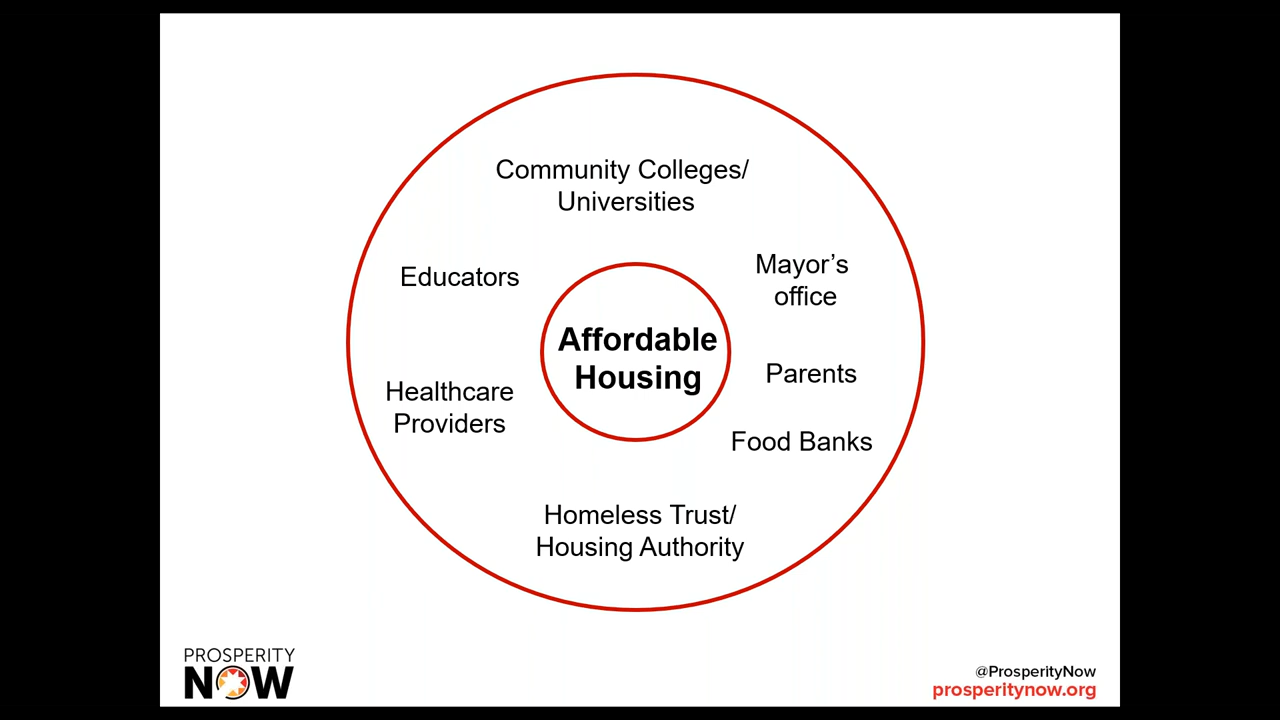 Community Colleges/
Universities
Educators
Mayor’s
office
Affordable
Housing
Parents
Healthcare
Providers
Food Banks
Homeless Trust/
Housing Authority
PROSPERITY
NOW
@ProsperityNow
prosperitynow.org